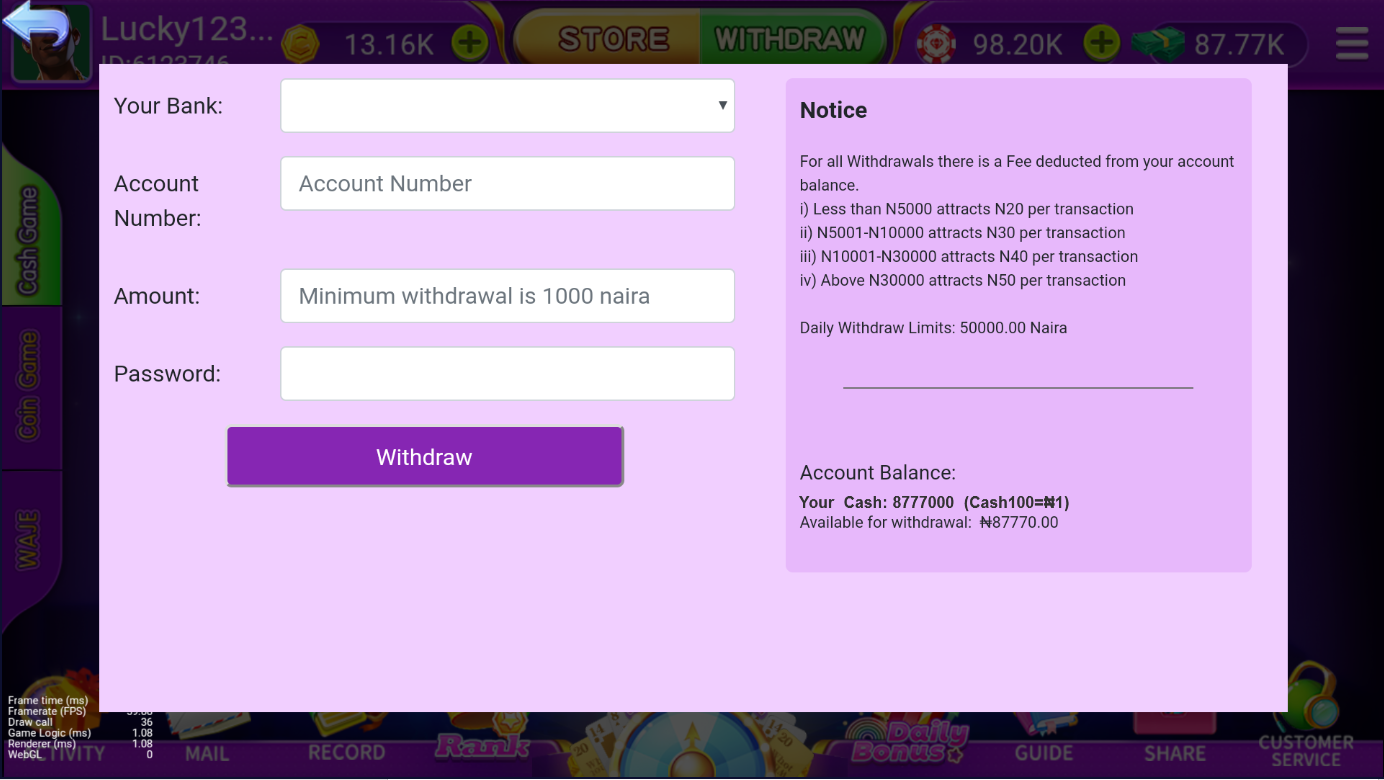 Lucky123...
ID:6123746
13.16K
STORE
WITHDRAW
98.20K
87.77K
Cash Game
Coin Game
WAJE
Your Bank:
Account
Number:
Account Number
Amount:
Minimum withdrawal is 1000 naira
Password:
Withdraw
Notice
For all Withdrawals there is a Fee deducted from your account
balance.
i) Less than N5000 attracts N20 per transaction
ii) N5001-N10000 attracts N30 per transaction
iii) N10001-N30000 attracts N40 per transaction
iv) Above N30000 attracts N50 per transaction
Daily Withdraw Limits: 50000.00 Naira
Account Balance:
Your Cash: 8777000 (Cash100=₦1)
Available for withdrawal: ₦87770.00
Frame time (ms)
Framerate (FPS)
Draw call 36
Game Logic (ms) 1.08
Renderer (ms) 1.08
WebGL 0
MAIL
RECORD
Rank
Daily
Bonus
GUIDE
SHARE
CUSTOMER
SERVICE